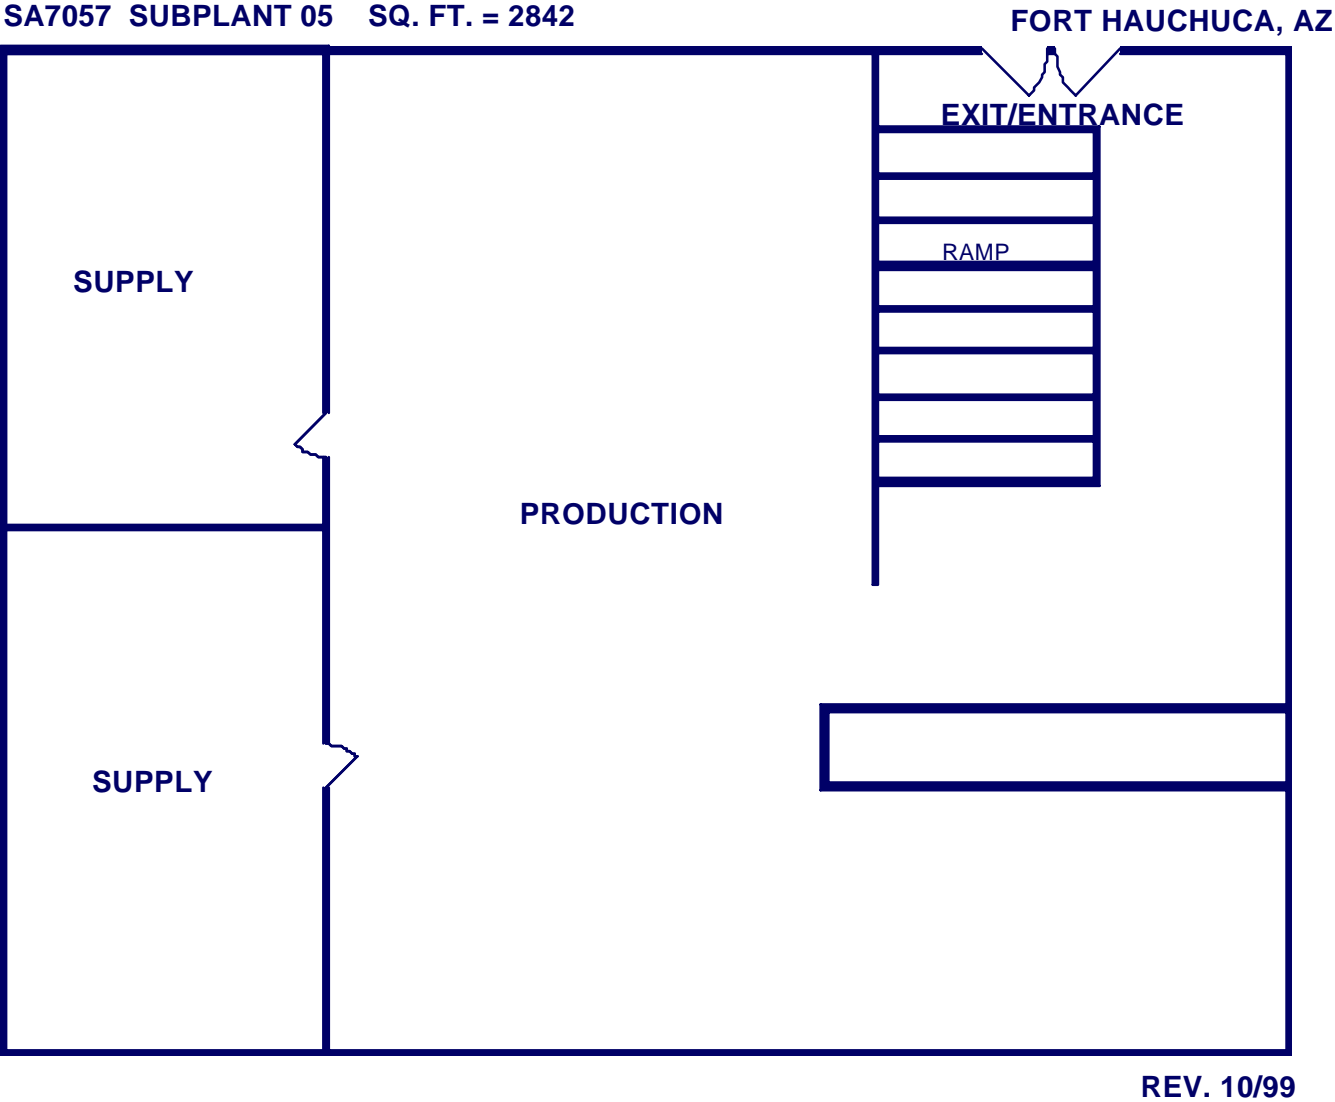 SA7057 SUBPLANT 05 SQ. FT. = 2842
FORT HAUCHUCA, AZ
EXIT/ENTRANCE
RAMP
SUPPLY
PRODUCTION
SUPPLY
REV. 10/99